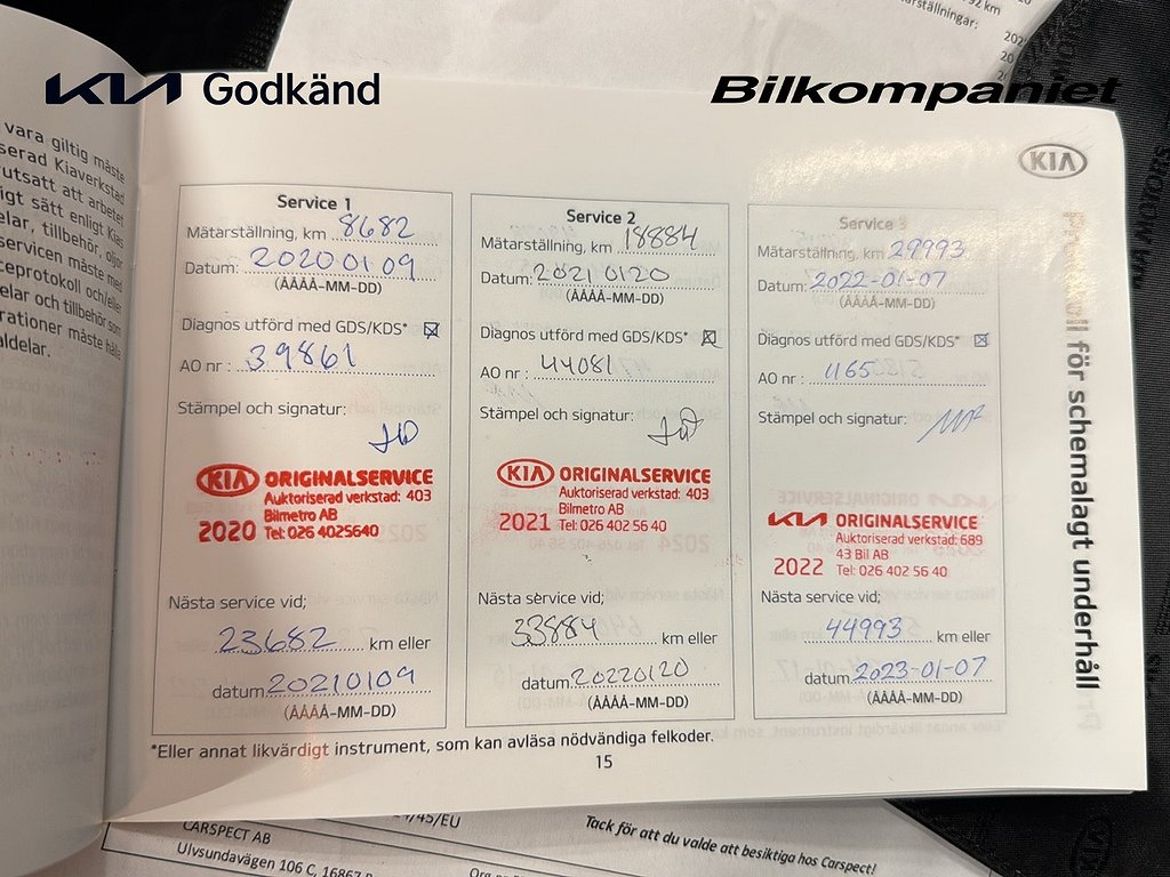 KIA Godkänd
Bilkompaniet
92 km
KIA
vara giltig måste
serad Kiaverkstad
utsatt att arbetet
igt sätt enligt Kias
elar, tillbehör, oljor
servicen måste med
ceprotokoll och/eller
elar och tillbehör som
rationer måste hålla
aldelar.
Service 1
Mätarställning, km 8682
Datum: 20200109
(ÅÅÅÅ-MM-DD)
Diagnos utförd med GDS/KDS*
AO nr : 39861
Stämpel och signatur:
KIA ORIGINALSERVICE
Auktoriserad verkstad: 403
Bilmetro AB
2020 Tel: 026 4025640
Nästa service vid;
23682 km eller
datum 20210109
(ÅÅÅÅ-MM-DD)
Service 2
Mätarställning, km 18884
Datum: 20210120
(ÅÅÅÅ-MM-DD)
Diagnos utförd med GDS/KDS*
AO nr : 44081
Stämpel och signatur:
KIA ORIGINALSERVICE
Auktoriserad verkstad: 403
Bilmetro AB
2021 Tel: 026 402 56 40
Nästa service vid;
33884 km eller
datum 20220120
(ÅÅÅÅ-MM-DD)
Service 3
Mätarställning, km 29993
Datum: 2022-01-07
(ÅÅÅÅ-MM-DD)
Diagnos utförd med GDS/KDS*
AO nr : 1165
Stämpel och signatur:
KIA ORIGINALSERVICE
Auktoriserad verkstad: 689
43 Bil AB
2022 Tel: 026 402 56 40
Nästa service vid;
44993 km eller
datum 2023-01-07
(ÅÅÅÅ-MM-DD)
för schemalagt underhåll
*Eller annat likvärdigt instrument, som kan avläsa nödvändiga felkoder.
15
/45/EU
CARSPECT AB
Ulvsundavägen 106 C, 16867
Tack för att du valde att besiktiga hos Carspect!
KIA